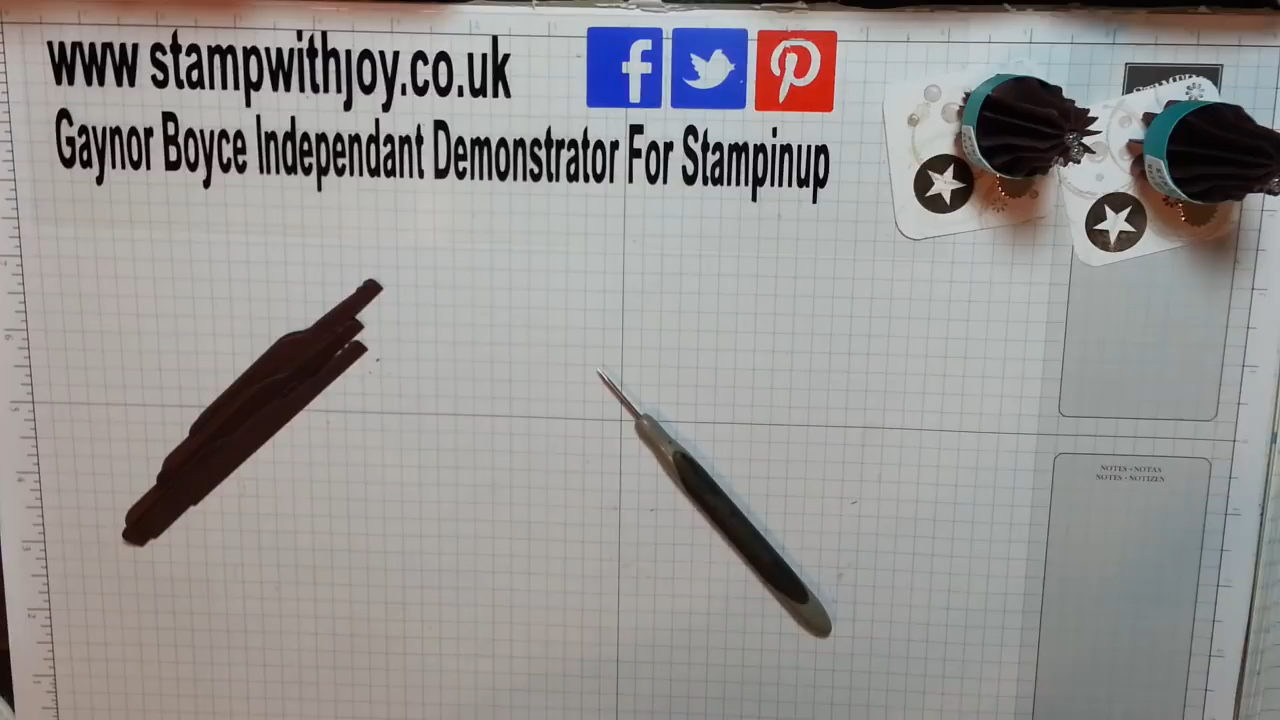 www stampwithjoy.co.uk
Gaynor Boyce Independant Demonstrator For Stampinup
NOTES • NOTAS
NOTES • NOTIZEN